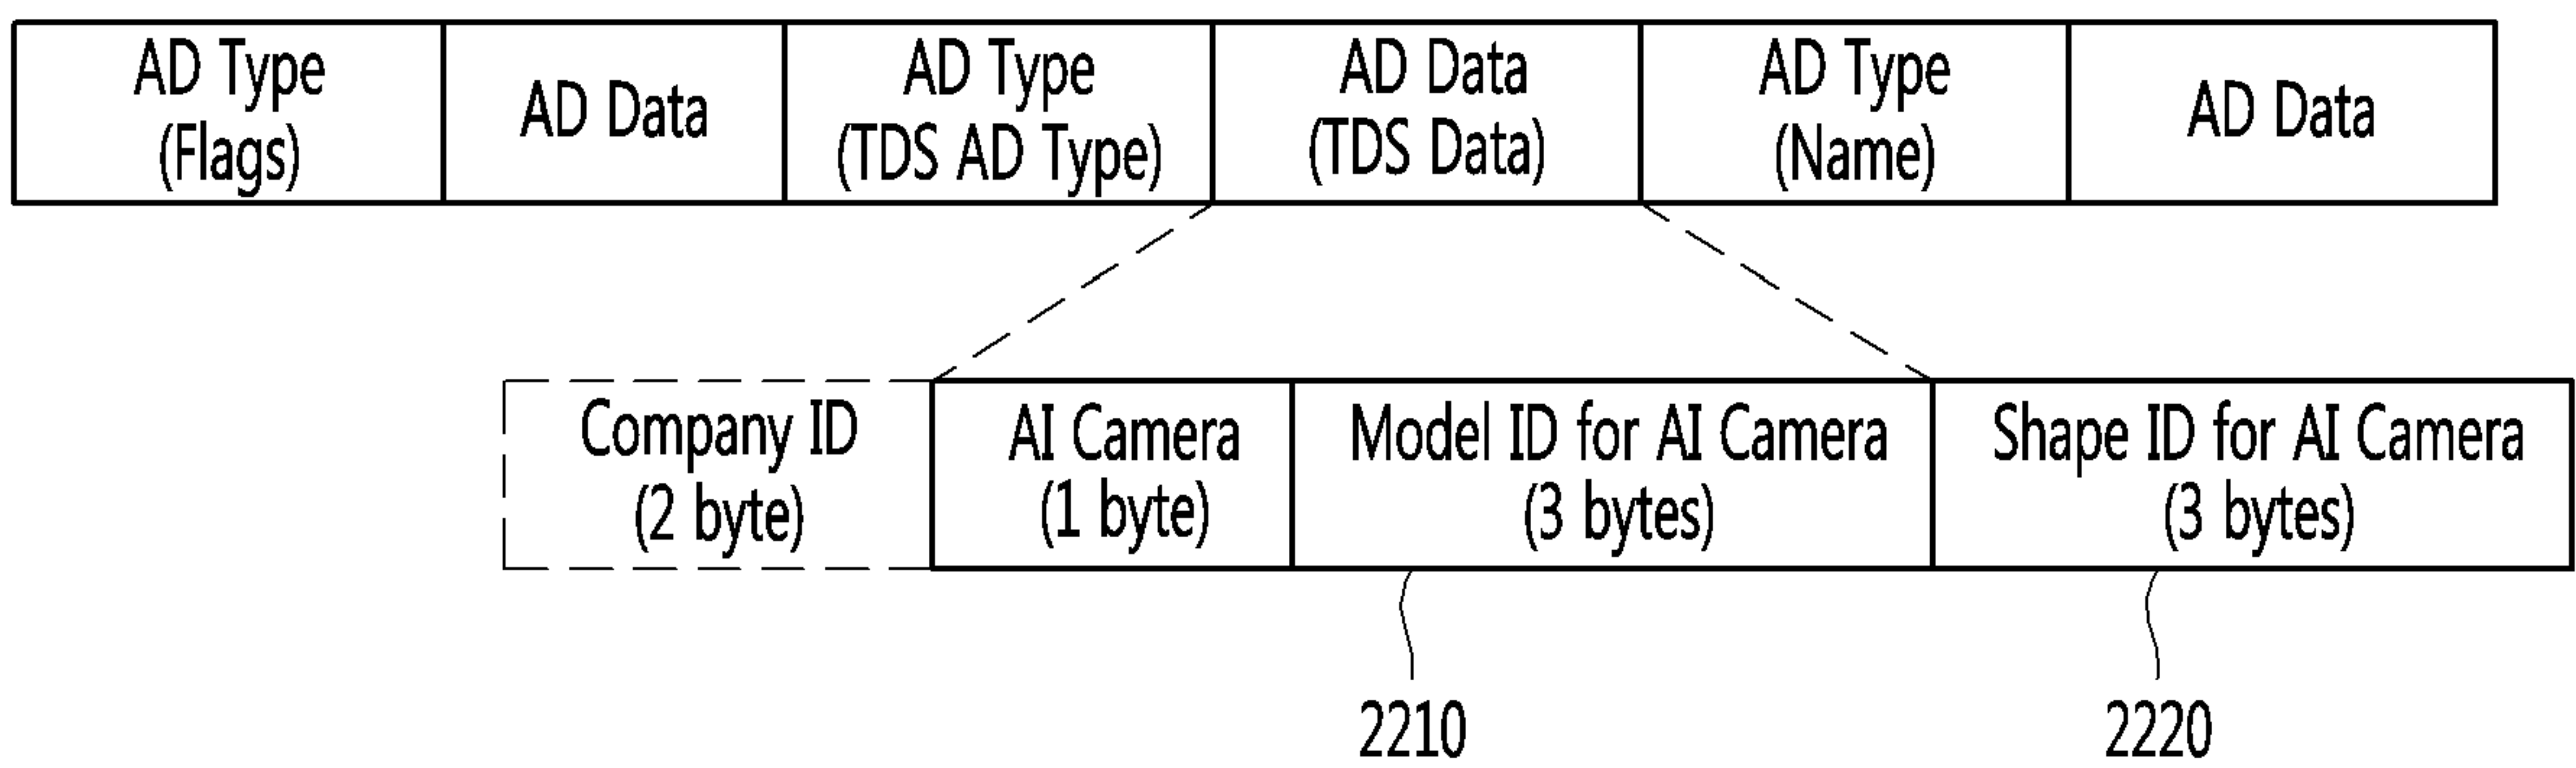 AD Type
(Flags)
AD Data
AD Type
(TDS AD Type)
AD Data
(TDS Data)
AD Type
(Name)
AD Data
Company ID
(2 byte)
AI Camera
(1 byte)
Model ID for AI Camera
(3 bytes)
Shape ID for AI Camera
(3 bytes)
2210
2220